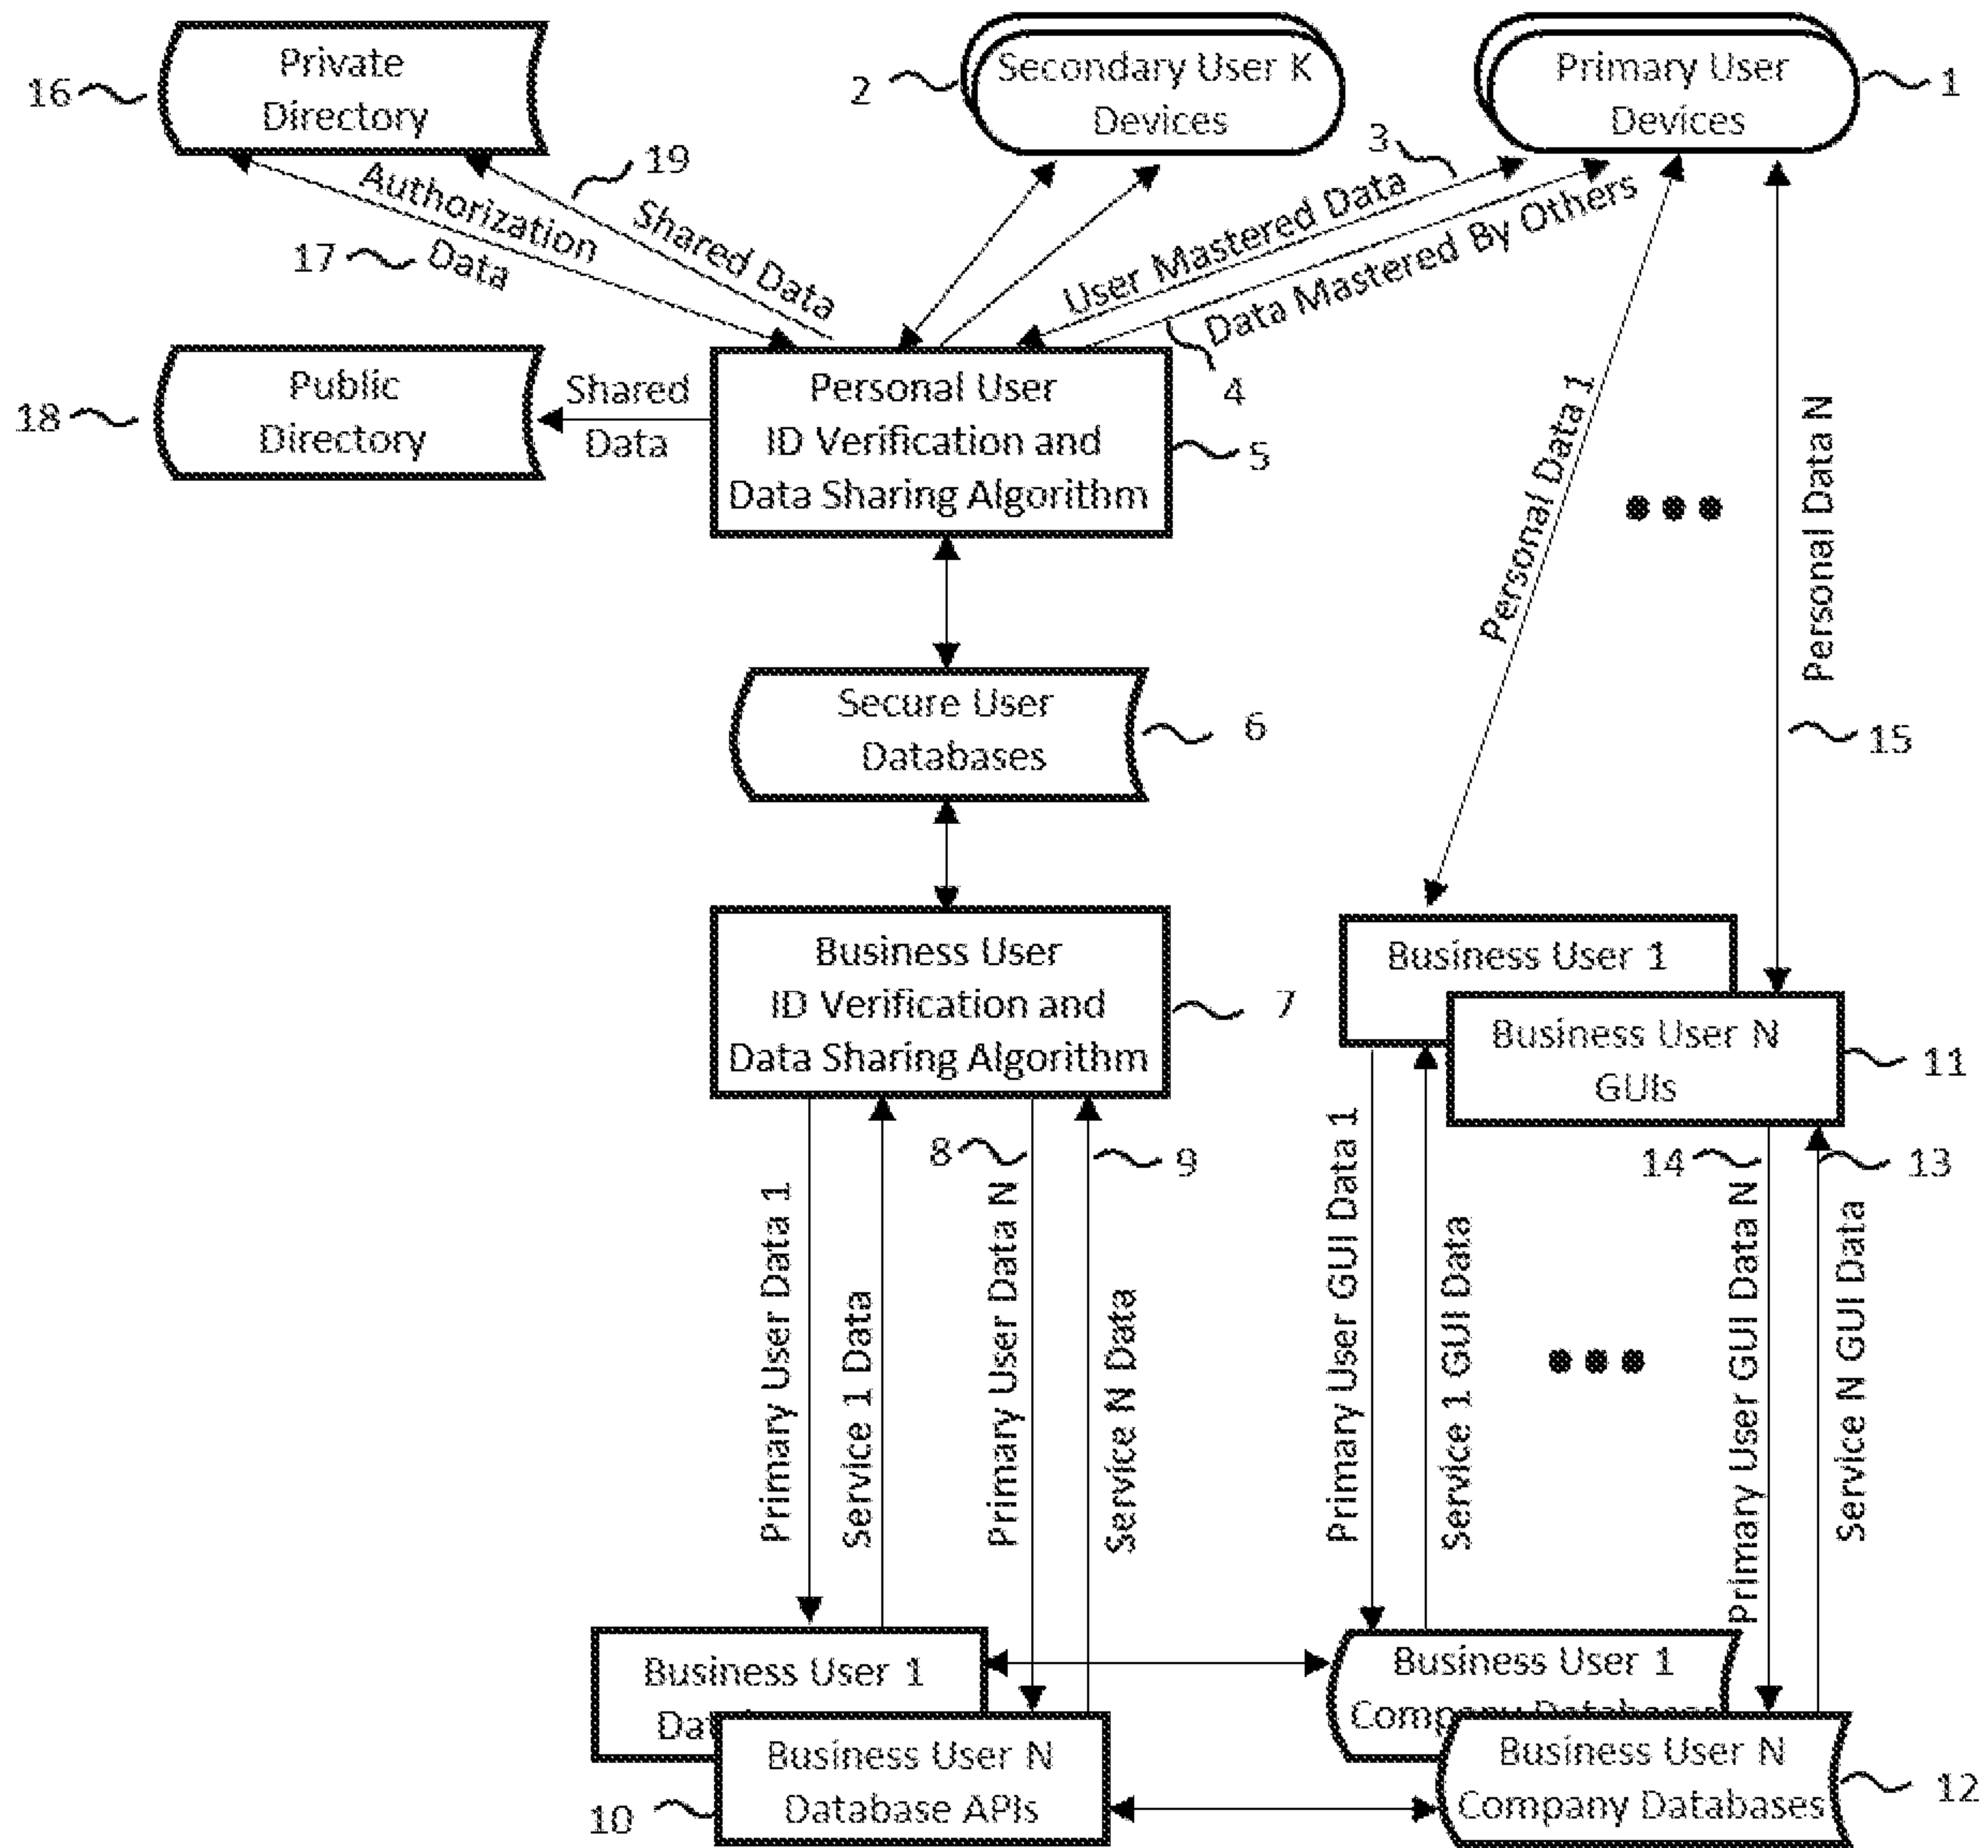 Private
Directory
16
Secondary User K
Devices
2
Primary User
Devices
1
3
19
Authorization
Data
17
Shared Data
User Mastered Data
Data Mastered By Others
4
Public
Directory
18
Shared
Data
Personal User
ID Verification and
Data Sharing Algorithm
5
Personal Data 1
Personal Data N
15
Secure User
Databases
6
Business User
ID Verification and
Data Sharing Algorithm
7
Business User 1
Business User N
GUIs
11
8
9
14
13
Primary User Data 1
Service 1 Data
Primary User Data N
Service N Data
Primary User GUI Data 1
Service 1 GUI Data
Primary User GUI Data N
Service N GUI Data
Business User 1
Business User N
Database APIs
10
Business User 1
Company Databases
Business User N
Company Databases
12